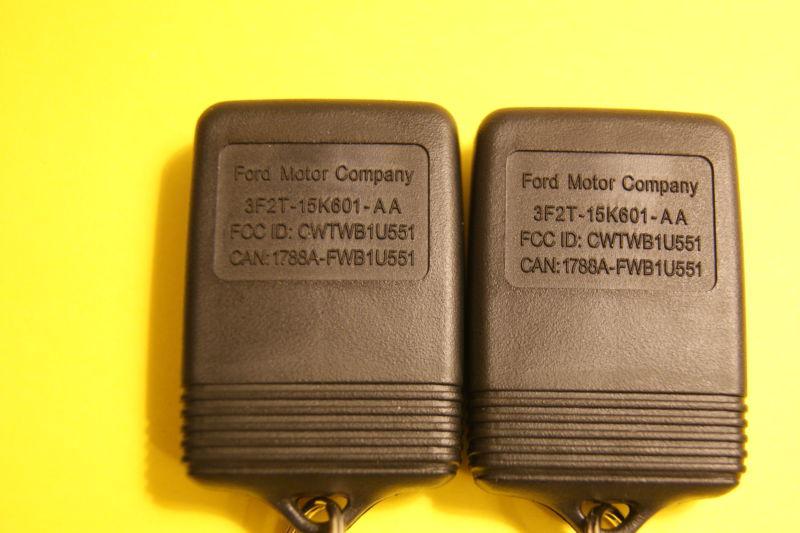 Ford Motor Company
3F2T-15K601-AA
FCC ID: CWTWB1U551
CAN: 1788A-FWB1U551
Ford Motor Company
3F2T-15K601-AA
FCC ID: CWTWB1U551
CAN: 1788A-FWB1U551